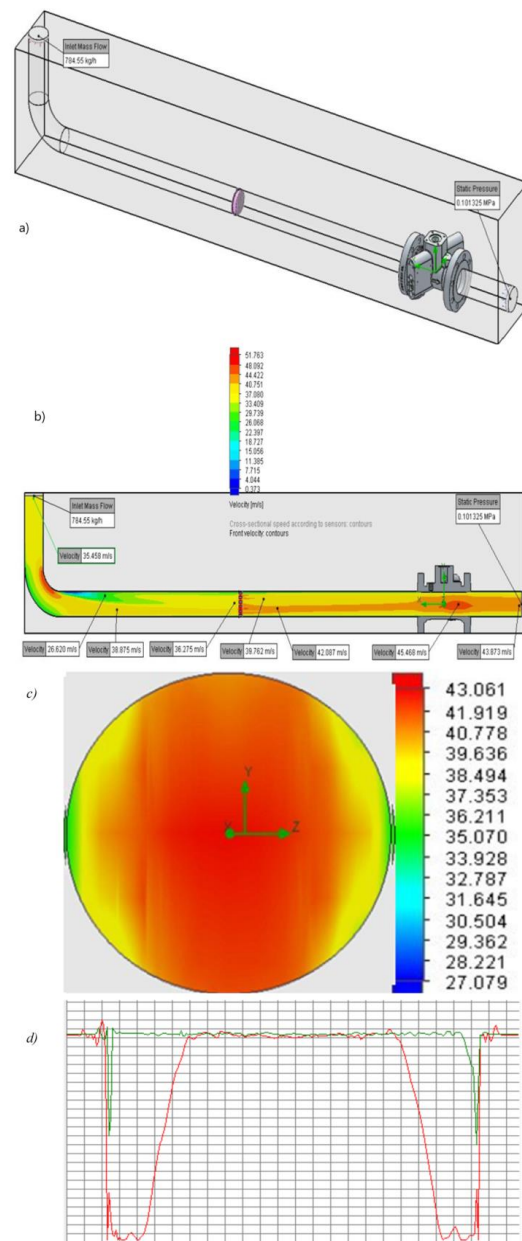 Inlet Mass Flow
784.55 kg/h
Static Pressure
0.101325 MPa
a)
b)
51.763
48.092
44.422
40.751
37.080
33.409
29.739
26.068
22.397
18.727
15.056
11.385
7.715
4.044
0.373
Velocity [m/s]
Cross-sectional speed according to sensors: contours
Front velocity: contours
Inlet Mass Flow
784.55 kg/h
Static Pressure
0.101325 MPa
Velocity 35.458 m/s
Velocity 26.620 m/s
Velocity 38.875 m/s
Velocity 36.275 m/s
Velocity 39.762 m/s
Velocity 42.087 m/s
Velocity 45.468 m/s
Velocity 43.873 m/s
c)
Y
Z
43.061
41.919
40.778
39.636
38.494
37.353
36.211
35.070
33.928
32.787
31.645
30.504
29.362
28.221
27.079
d)